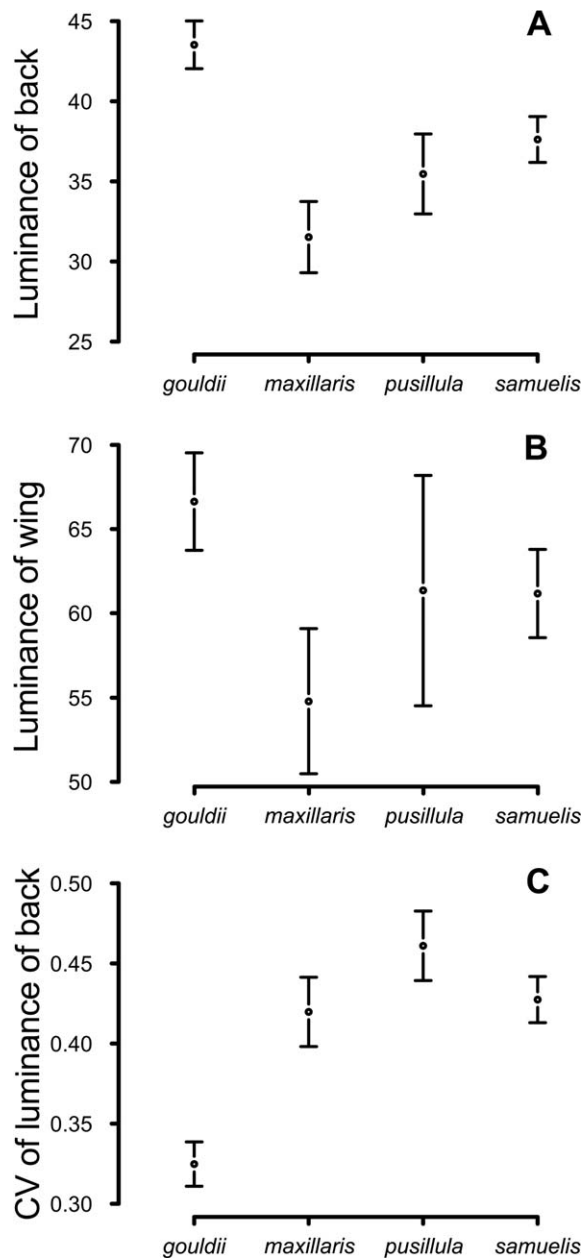 A
Luminance of back
45
40
35
30
25
gouldii maxillaris pusillula samuelis
B
Luminance of wing
70
65
60
55
50
gouldii maxillaris pusillula samuelis
C
CV of luminance of back
0.50
0.45
0.40
0.35
0.30
gouldii maxillaris pusillula samuelis